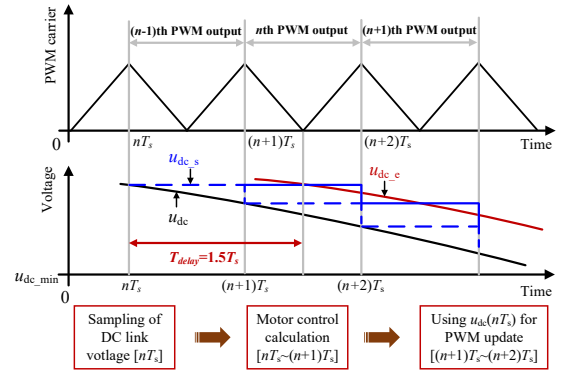 PWM carrier
(n-1)th PWM output
nth PWM output
(n+1)th PWM output
0
nTs
(n+1)Ts
(n+2)Ts
Time
Voltage
udc_s
udc
udc_e
Tdelay=1.5Ts
udc_min
0
nTs
(n+1)Ts
(n+2)Ts
Time
Sampling of
DC link
votlage [nTs]
Motor control
calculation
[nTs~(n+1)Ts]
Using udc(nTs) for
PWM update
[(n+1)Ts~(n+2)Ts]